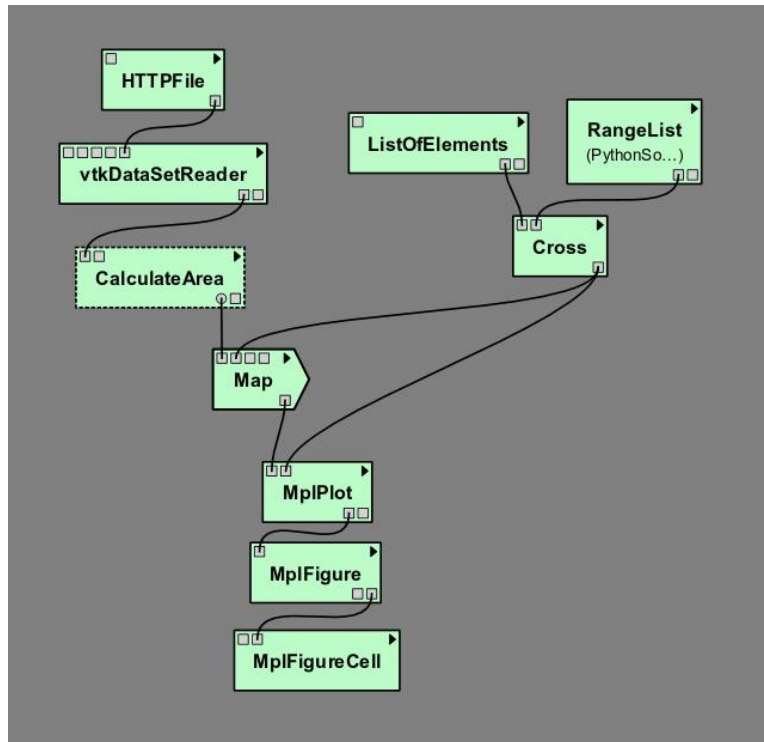 HTTPFile
vtkDataSetReader
ListOfElements
RangeList
(PythonSo...)
CalculateArea
Cross
Map
MplPlot
MplFigure
MplFigureCell